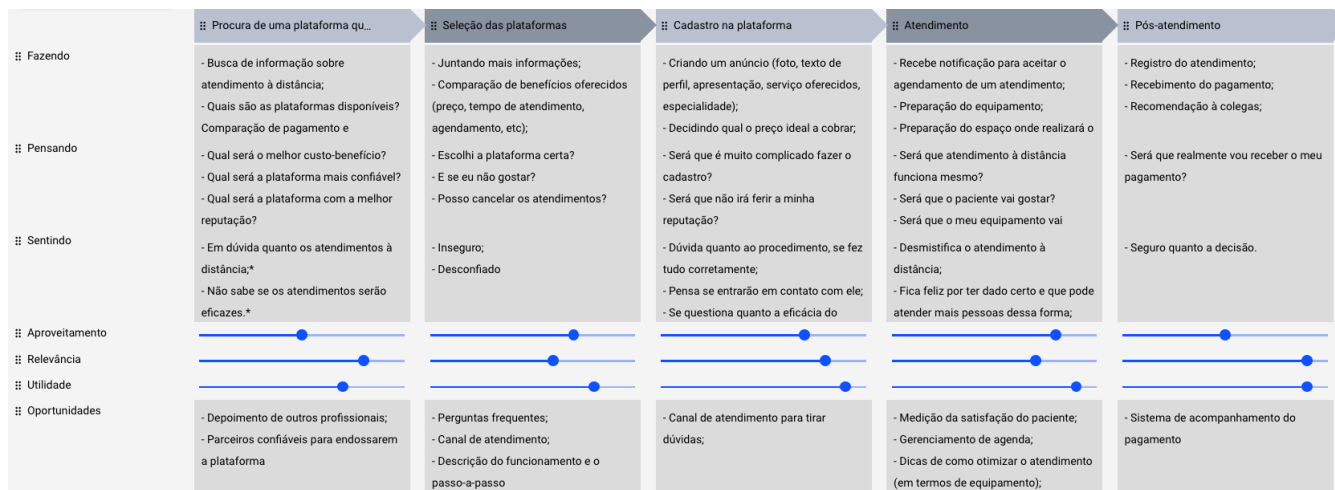 Procura de uma plataforma qu...
Seleção das plataformas
Cadastro na plataforma
Atendimento
Pós-atendimento
Fazendo
- Busca de informação sobre
atendimento à distância;
- Quais são as plataformas disponíveis?
Comparação de pagamento e
- Juntando mais informações;
- Comparação de benefícios oferecidos
(preço, tempo de atendimento,
agendamento, etc);
- Criando um anúncio (foto, texto de
perfil, apresentação, serviço oferecidos,
especialidade);
- Decidindo qual o preço ideal a cobrar;
- Recebe notificação para aceitar o
agendamento de um atendimento;
- Preparação do equipamento;
- Preparação do espaço onde realizará o
- Registro do atendimento;
- Recebimento do pagamento;
- Recomendação à colegas;
Pensando
- Qual será o melhor custo-benefício?
- Qual será a plataforma mais confiável?
- Qual será a plataforma com a melhor
reputação?
- Escolhi a plataforma certa?
- E se eu não gostar?
- Posso cancelar os atendimentos?
- Será que é muito complicado fazer o
cadastro?
- Será que não irá ferir a minha
reputação?
- Será que atendimento à distância
funciona mesmo?
- Será que o paciente vai gostar?
- Será que o meu equipamento vai
- Será que realmente vou receber o meu
pagamento?
Sentindo
- Em dúvida quanto os atendimentos à
distância;*
- Não sabe se os atendimentos serão
eficazes.*
- Inseguro;
- Desconfiado
- Dúvida quanto ao procedimento, se fez
tudo corretamente;
- Pensa se entrarão em contato com ele;
- Se questiona quanto a eficácia do
- Desmistifica o atendimento à
distância;
- Fica feliz por ter dado certo e que pode
atender mais pessoas dessa forma;
- Seguro quanto a decisão.
Aproveitamento
Relevância
Utilidade
Oportunidades
- Depoimento de outros profissionais;
- Parceiros confiáveis para endossarem
a plataforma
- Perguntas frequentes;
- Canal de atendimento;
- Descrição do funcionamento e o
passo-a-passo
- Canal de atendimento para tirar
dúvidas;
- Medição da satisfação do paciente;
- Gerenciamento de agenda;
- Dicas de como otimizar o atendimento
(em termos de equipamento);
- Sistema de acompanhamento do
pagamento